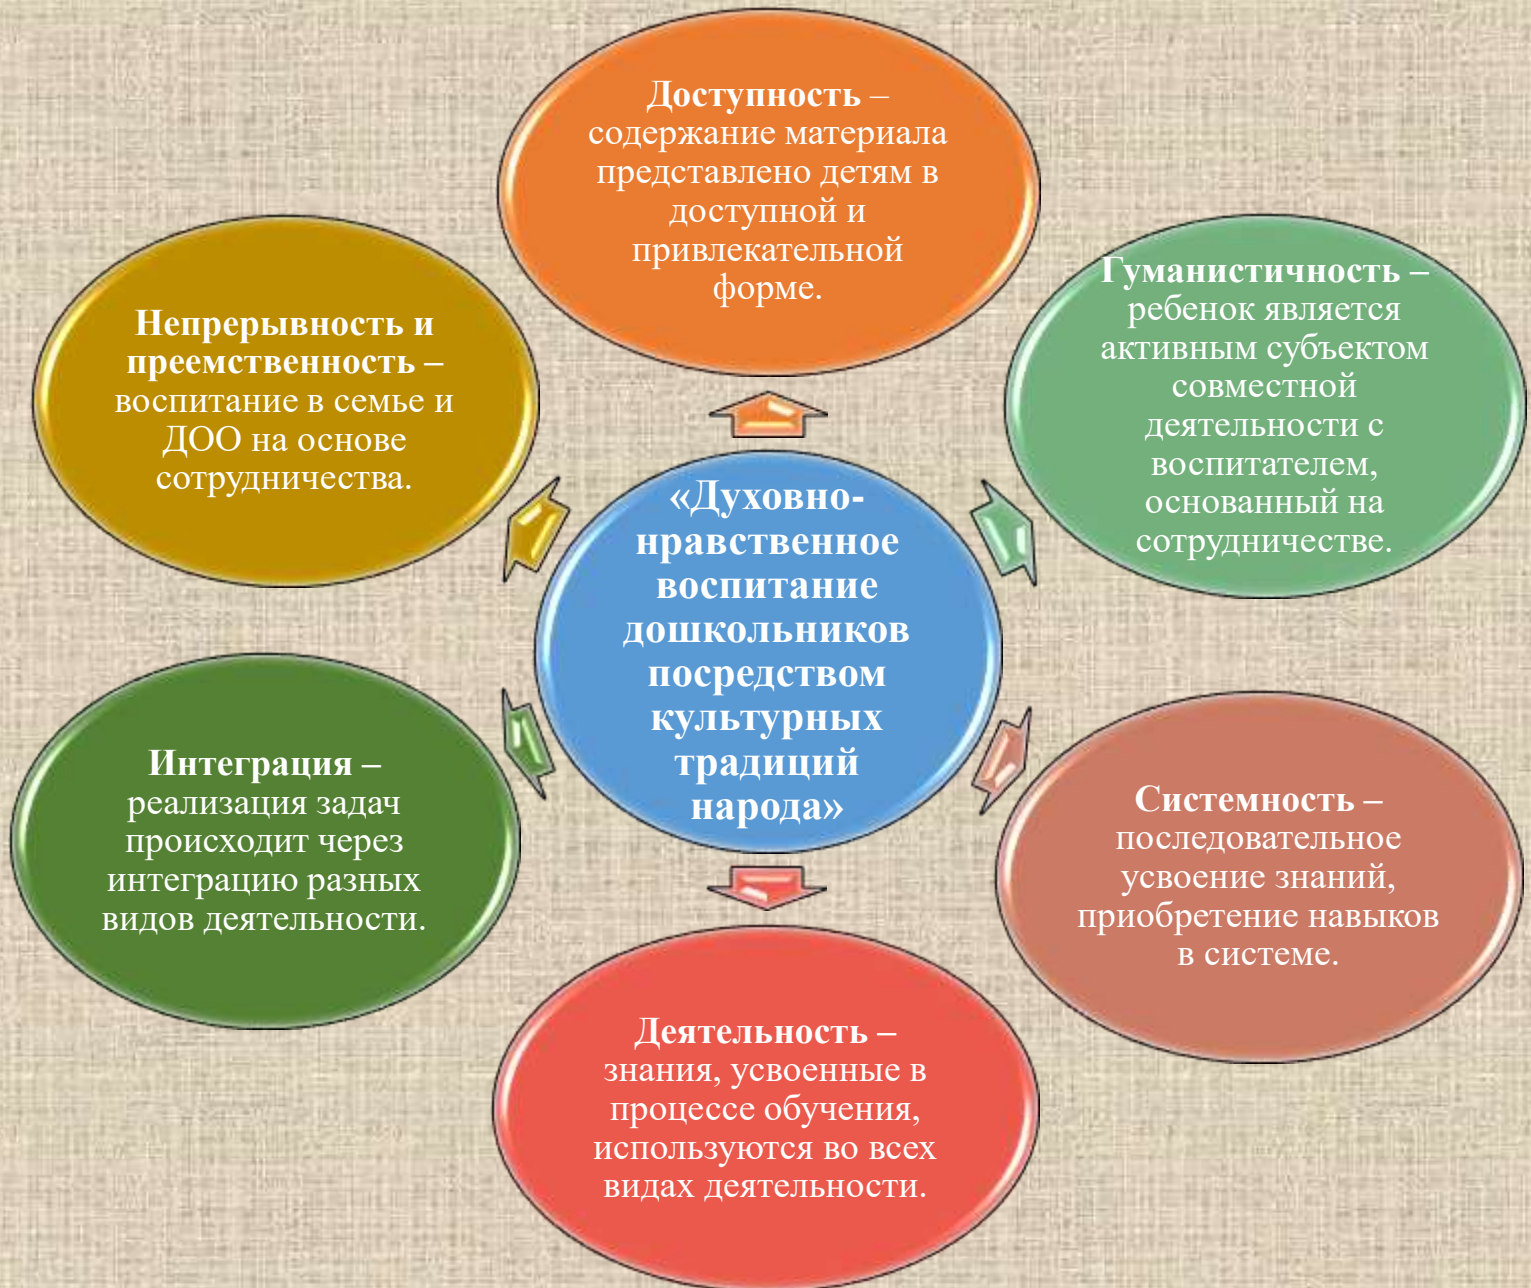 Доступность –
содержание материала
представлено детям в
доступной и
привлекательной
форме.
Гуманистичность –
ребенок является
активным субъектом
совместной
деятельности с
воспитателем,
основанный на
сотрудничестве.
Системность –
последовательное
усвоение знаний,
приобретение навыков
в системе.
Деятельность –
знания, усвоенные в
процессе обучения,
используются во всех
видах деятельности.
Интеграция –
реализация задач
происходит через
интеграцию разных
видов деятельности.
Непрерывность и
преемственность –
воспитание в семье и
ДОО на основе
сотрудничества.
«Духовно-
нравственное
воспитание
дошкольников
посредством
культурных
традиций
народа»